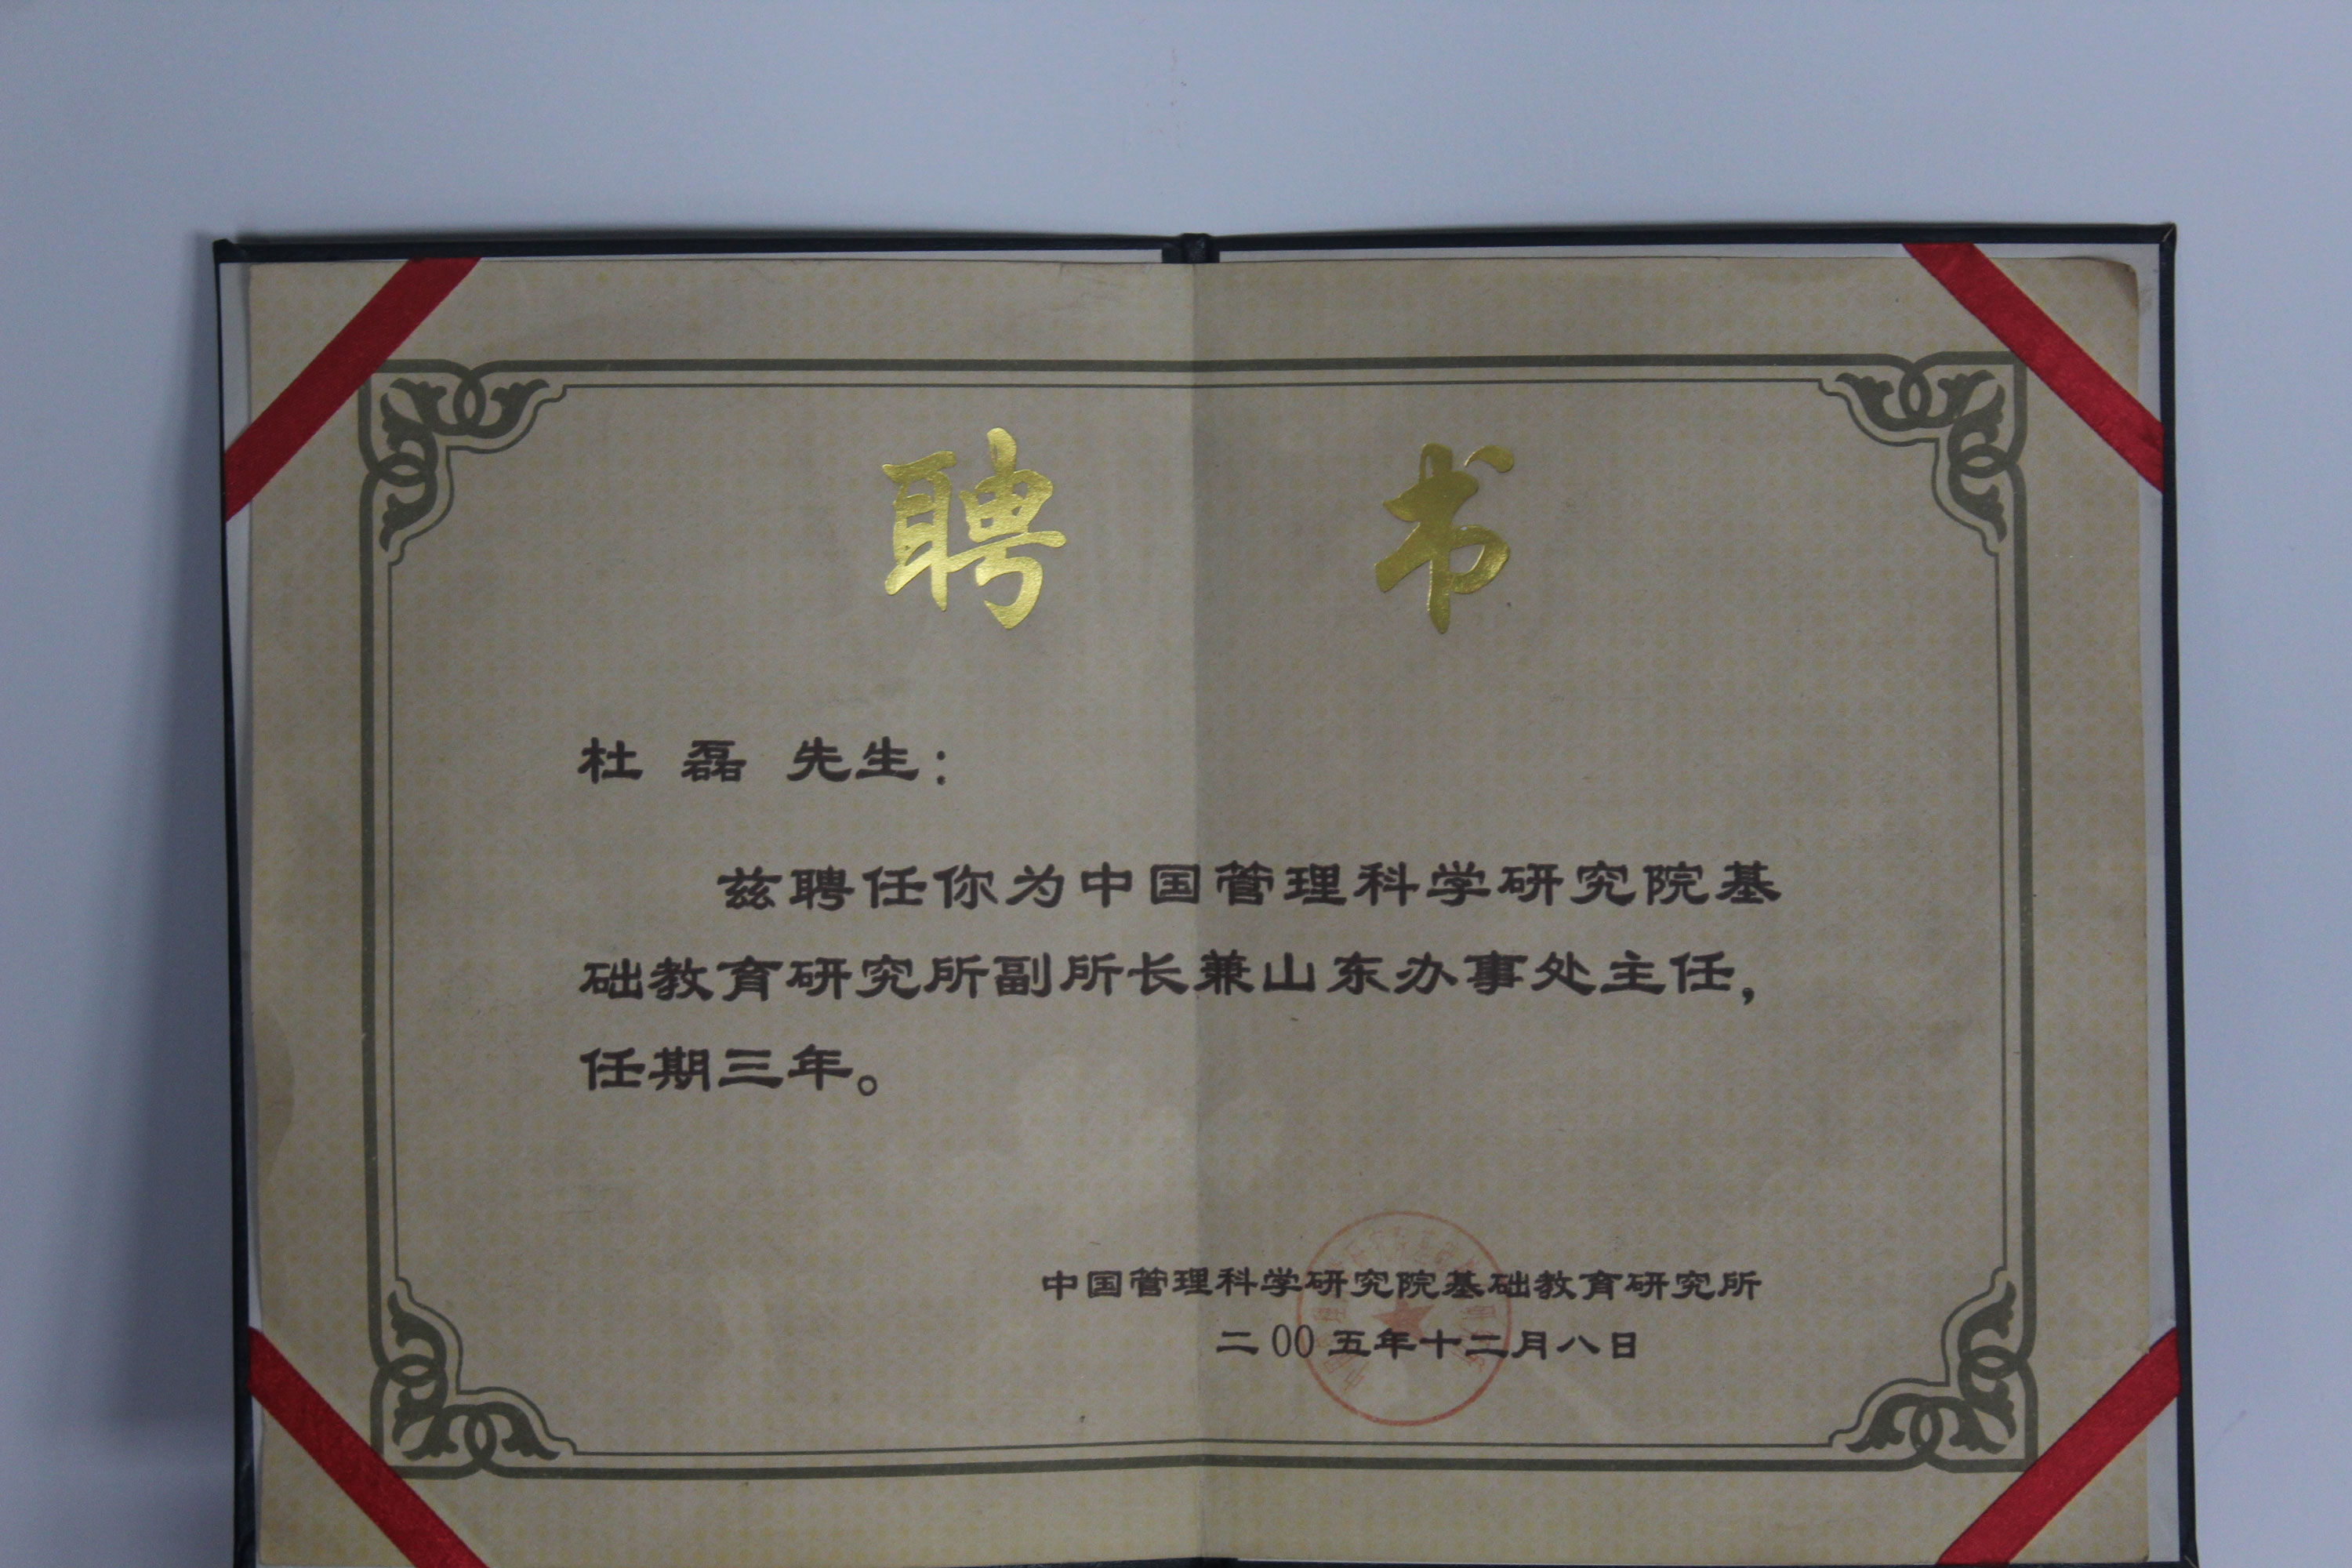 聘 书
杜 磊 先生：
兹聘任你为中国管理科学研究院基
础教育研究所副所长兼山东办事处主任，
任期三年。
中国管理科学研究院基础教育研究所
二00五年十二月八日